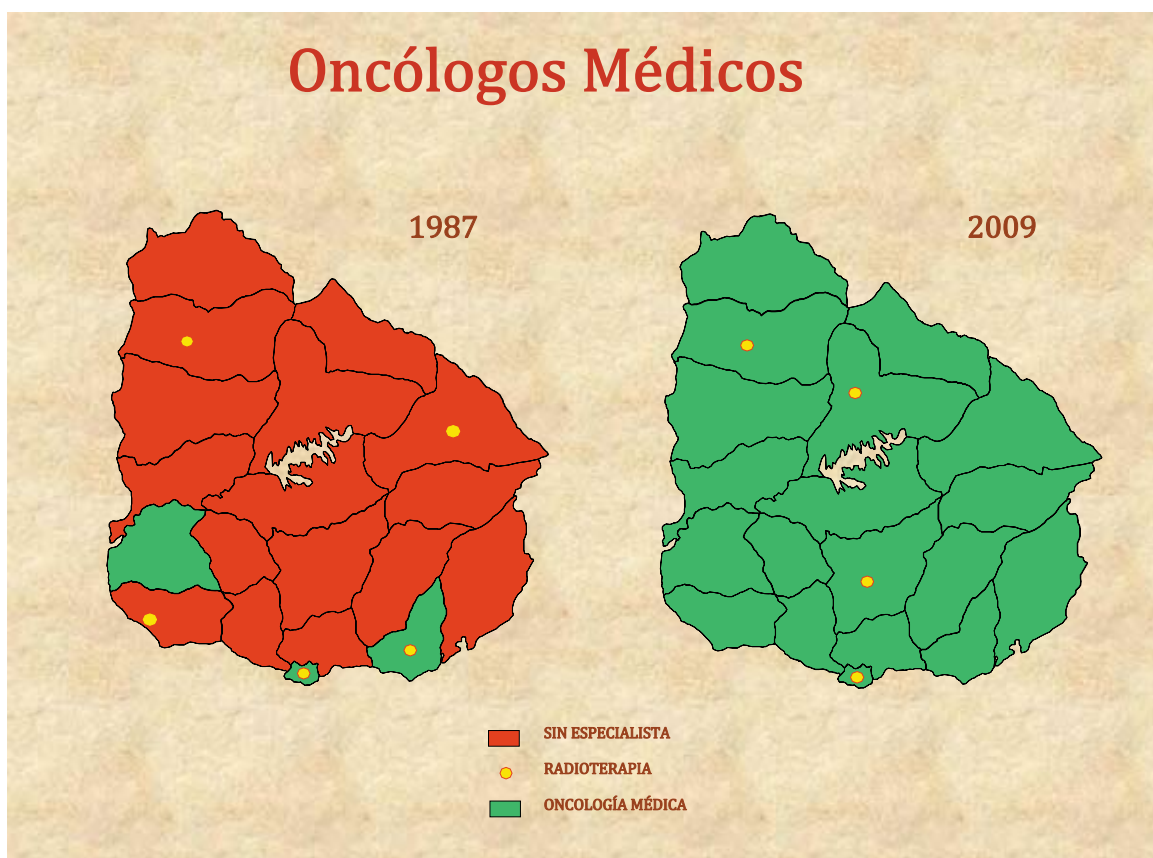 Oncólogos Médicos
1987
2009
SIN ESPECIALISTA
RADIOTERAPIA
ONCOLOGÍA MÉDICA